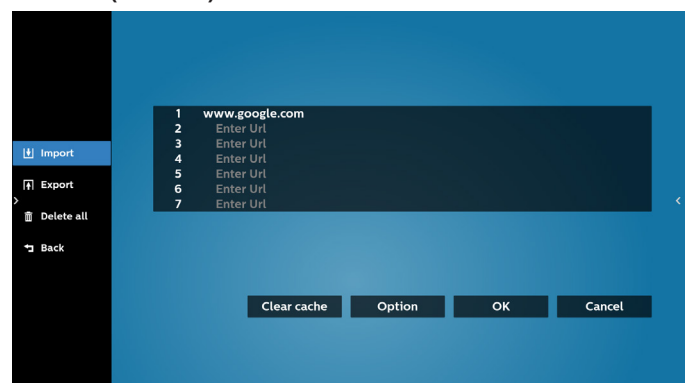 1 www.google.com
2 Enter Url
3 Enter Url
4 Enter Url
5 Enter Url
6 Enter Url
7 Enter Url
Import
Export
Delete all
Back
Clear cache Option OK Cancel